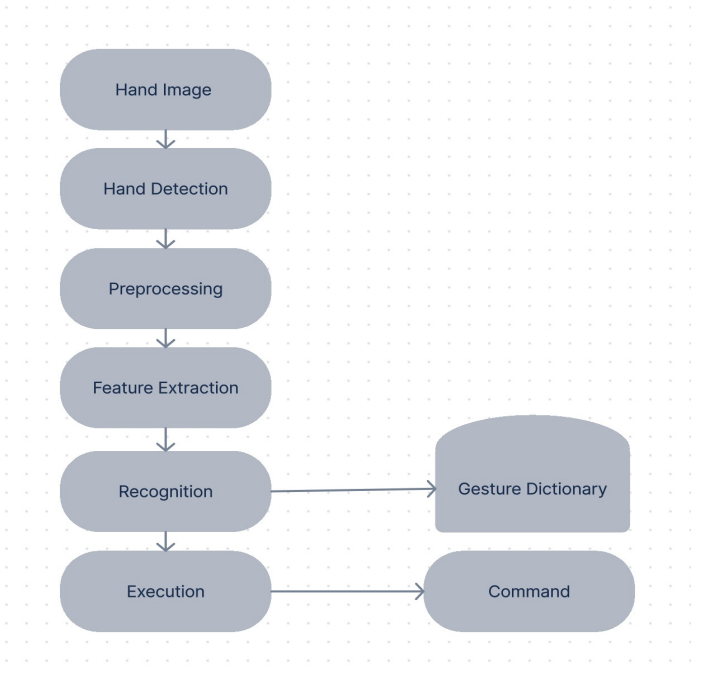 Hand Image
Hand Detection
Preprocessing
Feature Extraction
Recognition
Gesture Dictionary
Execution
Command